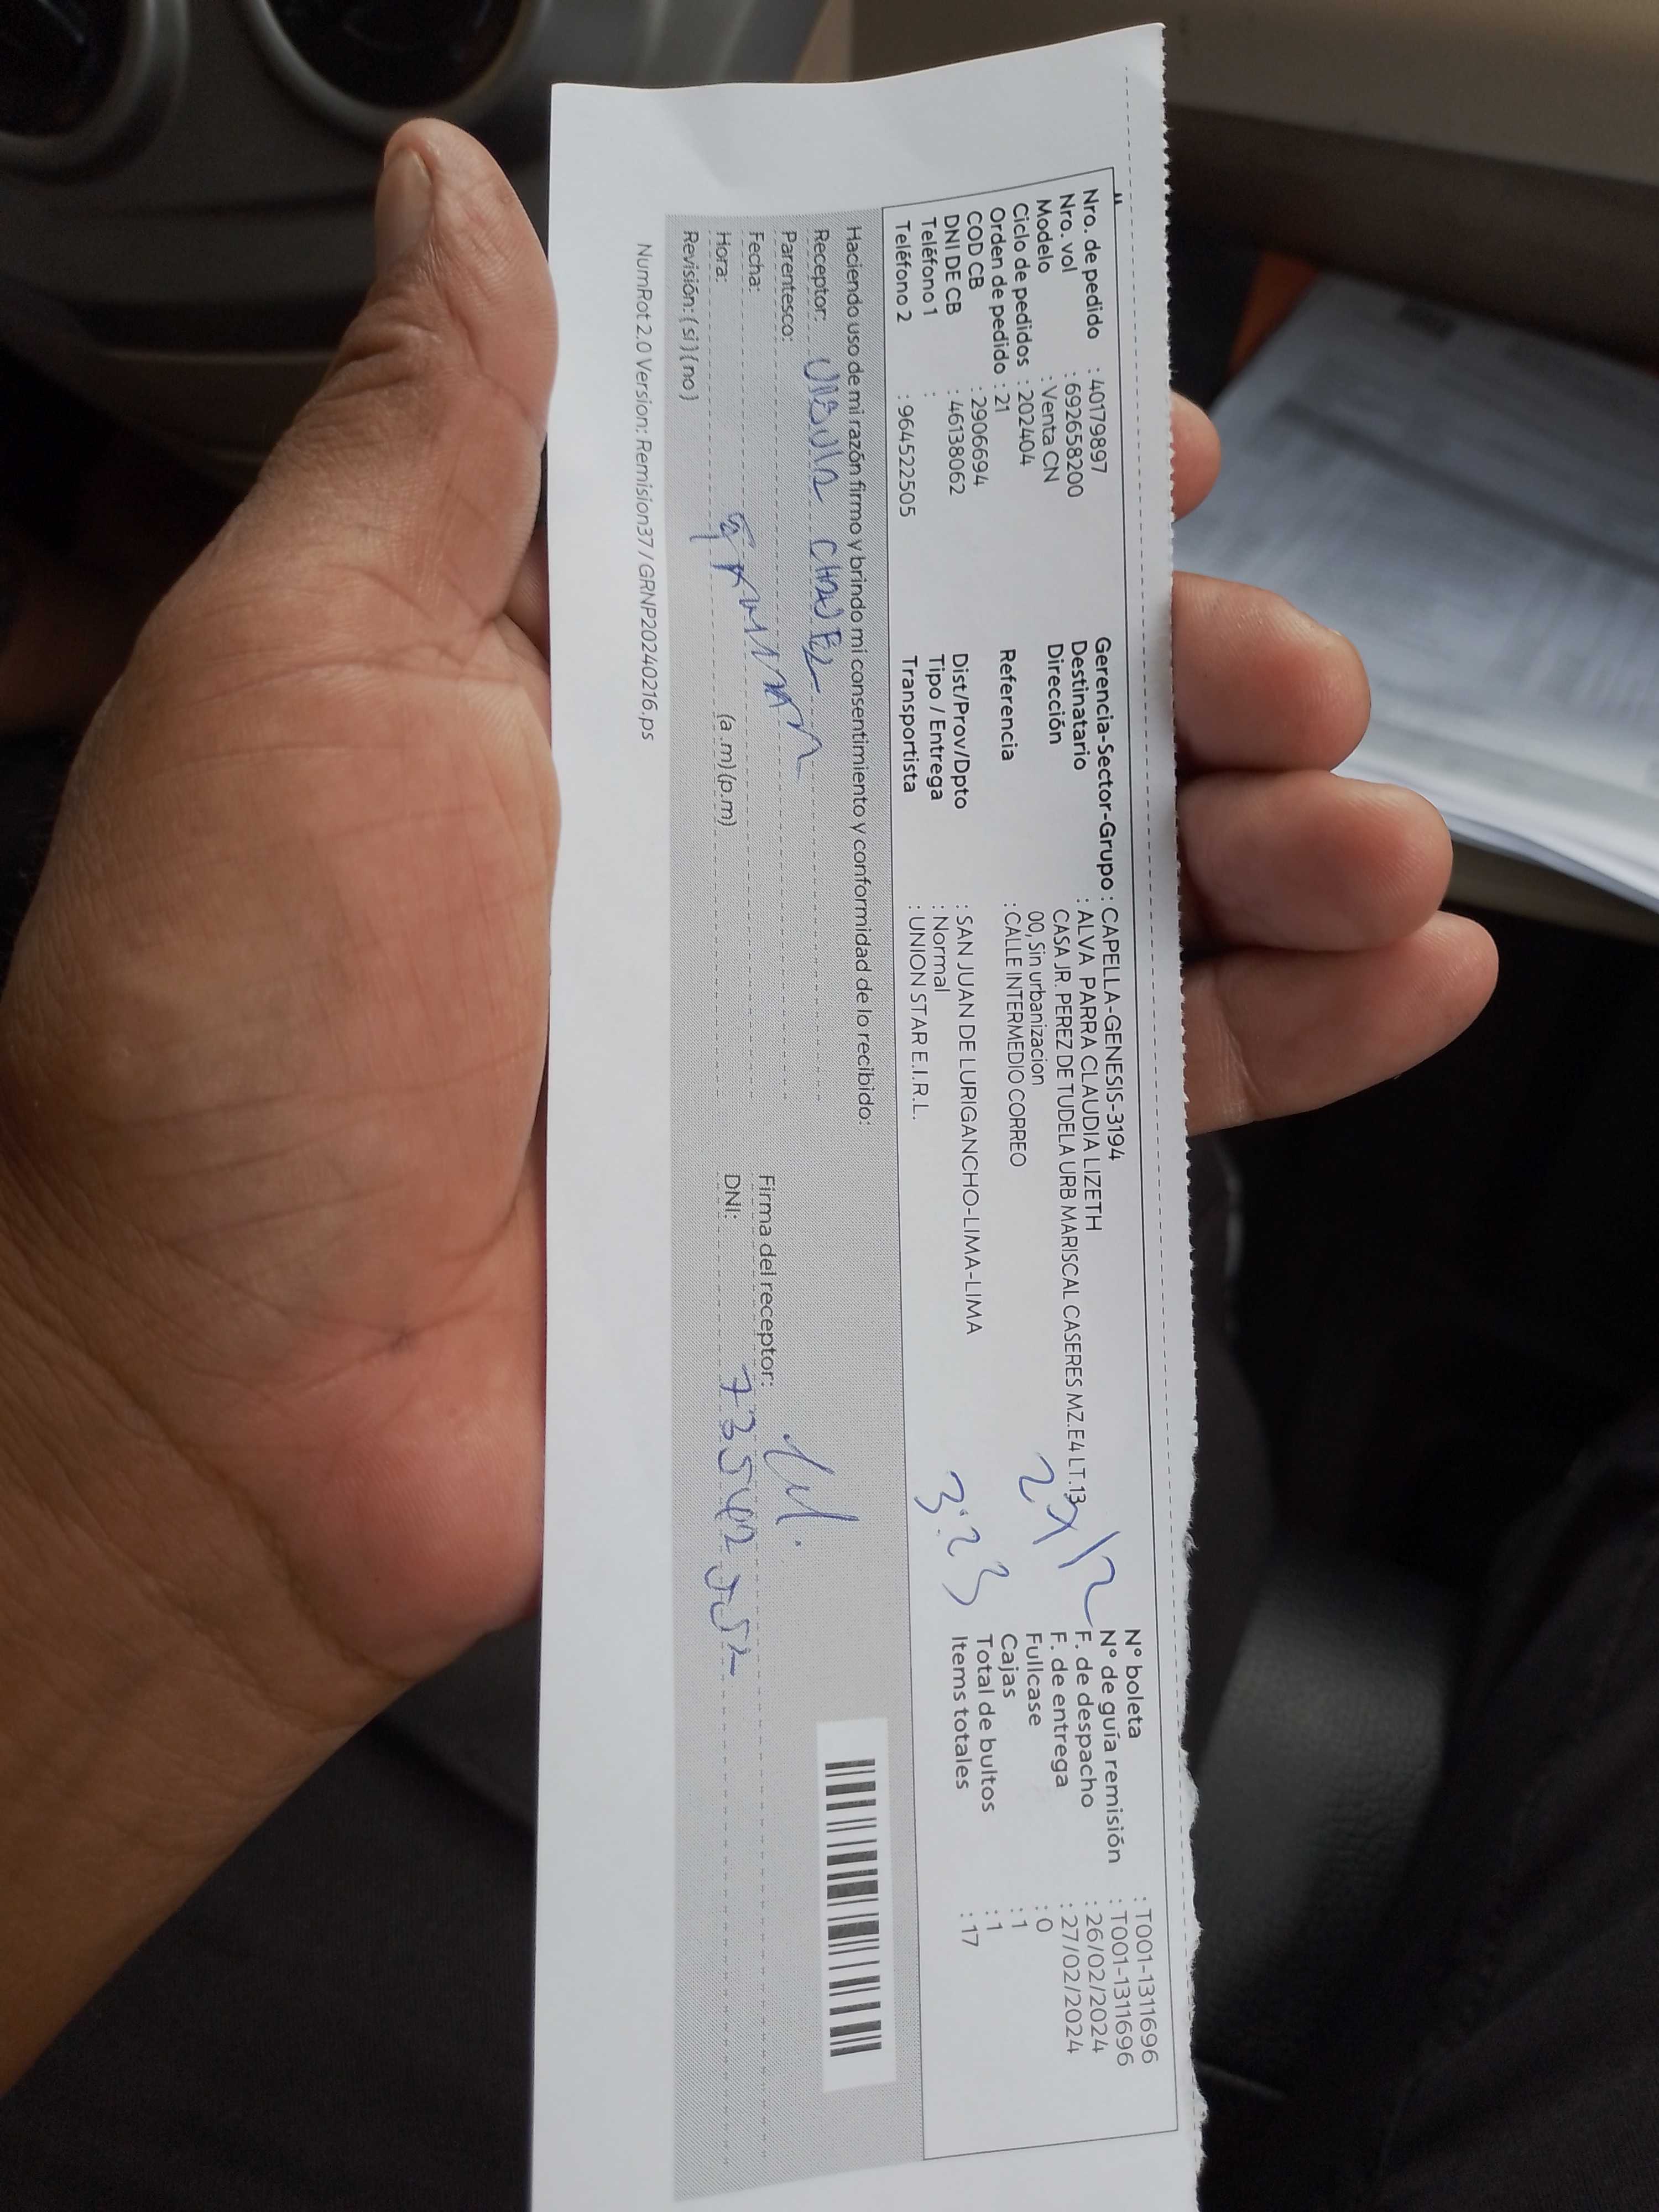 Nro. de pedido : 40179897
Nro. vol : 692658200
Modelo : Venta CN
Ciclo de pedidos : 202404
Orden de pedido : 21
COD CB : 2906694
DNI DE CB : 46138062
Teléfono 1 :
Teléfono 2 : 964522505
Gerencia-Sector-Grupo : CAPELLA-GENESIS-3194
Destinatario : ALVA PARRA CLAUDIA LIZETH
Dirección CASA JR. PEREZ DE TUDELA URB MARISCAL CASERES MZ.E4 LT.13
00, Sin urbanizacion
Referencia : CALLE INTERMEDIO CORREO
Dist/Prov/Dpto : SAN JUAN DE LURIGANCHO-LIMA-LIMA
Tipo / Entrega : Normal
Transportista : UNION STAR E.I.R.L.
3:23
N° boleta : T001-1311696
N° de guía remisión : T001-1311696
F. de despacho : 26/02/2024
F. de entrega : 27/02/2024
Fullcase : 0
Cajas : 1
Total de bultos : 1
Items totales : 17
Haciendo uso de mi razón firmo y brindo mi consentimiento y conformidad de lo recibido:
Receptor: CHAVEZ
Parentesco:
Fecha:
Hora: (a.m)(p.m)
Revisión: (si) (no)
Firma del receptor:
DNI:
NumRot 2.0 Version: Remision37 / GRNP20240216.ps